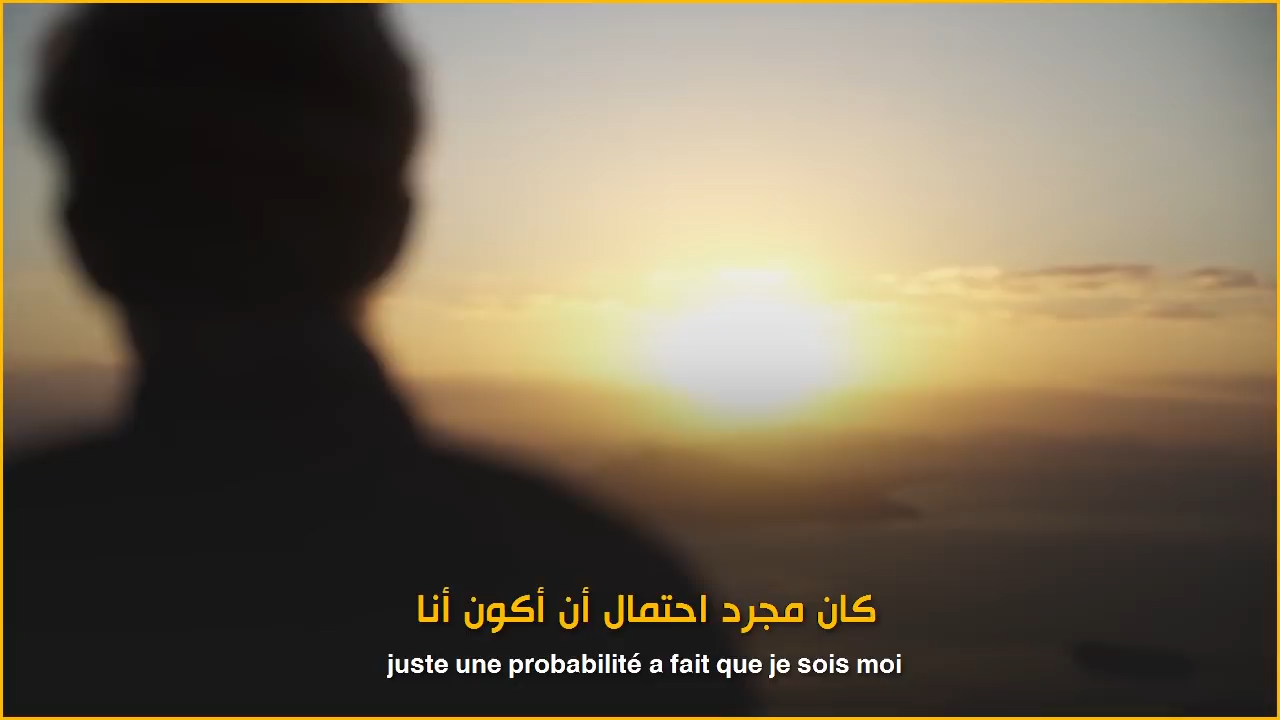 كان مجرد احتمال أن أكون أنا
juste une probabilité a fait que je sois moi